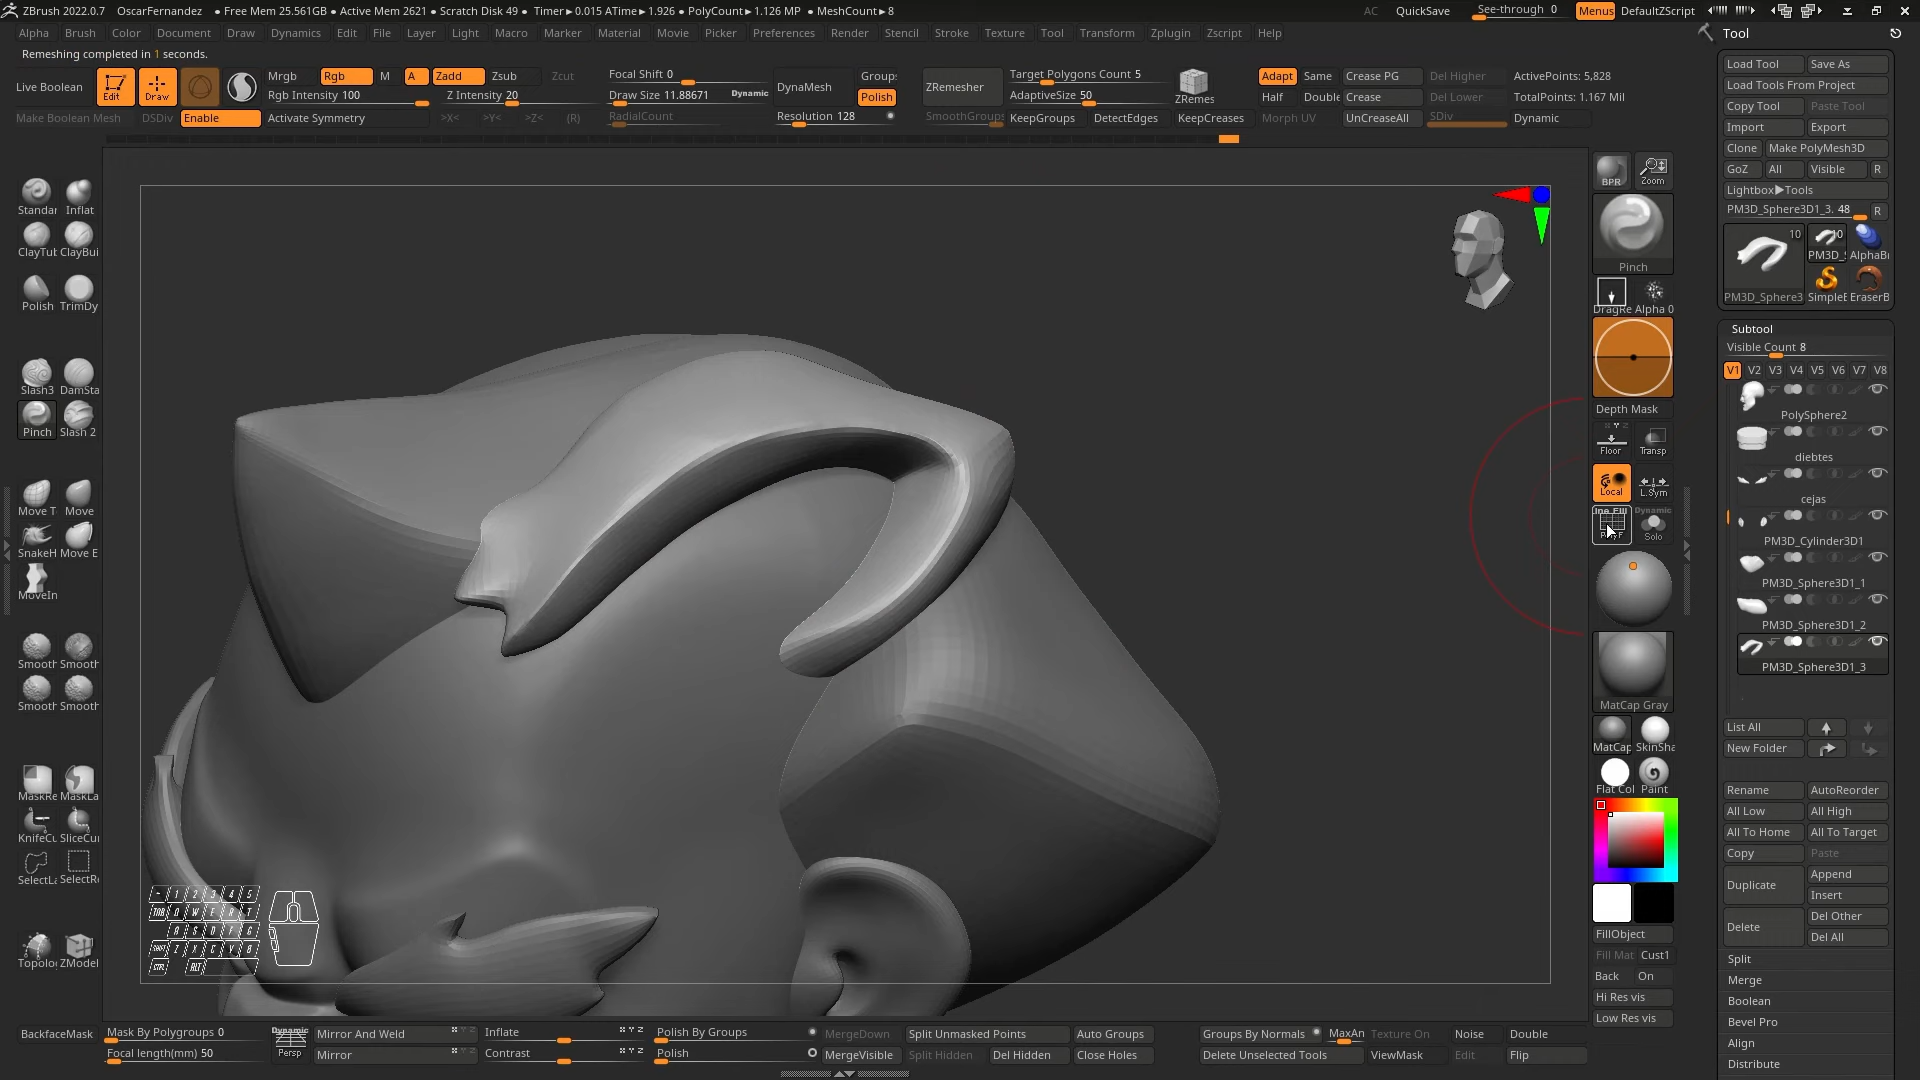 ZBrush 2022.0.7 OscarFernandez • Free Mem 25.561GB • Active Mem 2621 • Scratch Disk 49 • Timer▸0.015 ATime▸1.926 • PolyCount▸1.126 MP • MeshCount▸8 AC QuickSave See-through 0 Menus DefaultZScript
Alpha Brush Color Document Draw Dynamics Edit File Layer Light Macro Marker Material Movie Picker Preferences Render Stencil Stroke Texture Tool Transform Zplugin Zscript Help
Tool
Remeshing completed in 1 seconds.
Load Tool Save As
Load Tools From Project
Copy Tool Paste Tool
Import Export
Clone Make PolyMesh3D
GoZ All Visible R
Lightbox▶Tools
PM3D_Sphere3D1_3. 48 R
Live Boolean Edit Draw Mrgb Rgb M A Zadd Zsub Zcut Focal Shift 0 DynaMesh Group: ZRemesher Target Polygons Count 5 Adapt Same Crease PG Del Higher ActivePoints: 5,828
Rgb Intensity 100 Z Intensity 20 Draw Size 11.88671 Dynamic Polish AdaptiveSize 50 ZRemes Half Double Crease Del Lower TotalPoints: 1.167 Mil
Make Boolean Mesh DSDiv Enable Activate Symmetry >X< >Y< >Z< (R) RadialCount Resolution 128 SmoothGroups KeepGroups DetectEdges KeepCreases Morph UV UnCreaseAll SDiv Dynamic
Standar Inflat
ClayTub ClayBui
Polish TrimDy
Slash3 DamSta
Pinch Slash 2
Move T Move
SnakeH Move E
MoveIn
Smooth Smooth
Smooth Smooth
MaskRe MaskLa
KnifeCu SliceCur
SelectLa SelectRe
Topolo ZModel
BPR Zoom
Pinch
DragRe Alpha 0
Depth Mask
Floor Transp
Local L.Sym
Line Fill Dynamic
PolyF Solo
MatCap Gray
MatCap SkinSha
Flat Col Paint
FillObject
Fill Mat Cust1
Back On
Hi Res vis
Low Res vis
10 10 PM3D_S AlphaBr
PM3D_Sphere3 SimpleE EraserB
Subtool
Visible Count 8
V1 V2 V3 V4 V5 V6 V7 V8
PolySphere2
diebtes
cejas
PM3D_Cylinder3D1
PM3D_Sphere3D1_1
PM3D_Sphere3D1_2
PM3D_Sphere3D1_3
List All
New Folder
Rename AutoReorder
All Low All High
All To Home All To Target
Copy Paste
Duplicate Append
Insert
Delete Del Other
Del All
Split
Merge
Boolean
Bevel Pro
Align
Distribute
BackfaceMask Mask By Polygroups 0 Dynamic Mirror And Weld Inflate Polish By Groups MergeDown Split Unmasked Points Auto Groups Groups By Normals MaxAn Texture On Noise Double
Focal length(mm) 50 Persp Mirror Contrast Polish MergeVisible Split Hidden Del Hidden Close Holes Delete Unselected Tools ViewMask Edit Flip